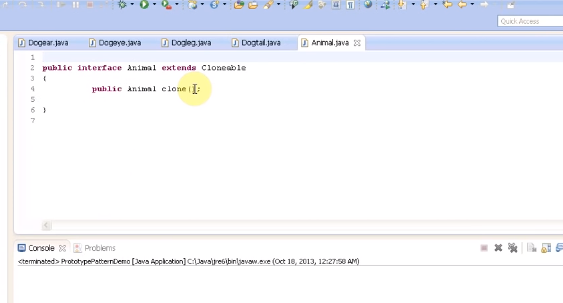 Quick Access
Dogear.java Dogeye.java Dogleg.java Dogtail.java Animal.java
1
2 public interface Animal extends Cloneable
3 {
4 public Animal clone();
5
6 }
7
Console Problems
<terminated> PrototypePatternDemo [Java Application] C:\Java\jre6\bin\javaw.exe (Oct 18, 2013, 12:27:58 AM)